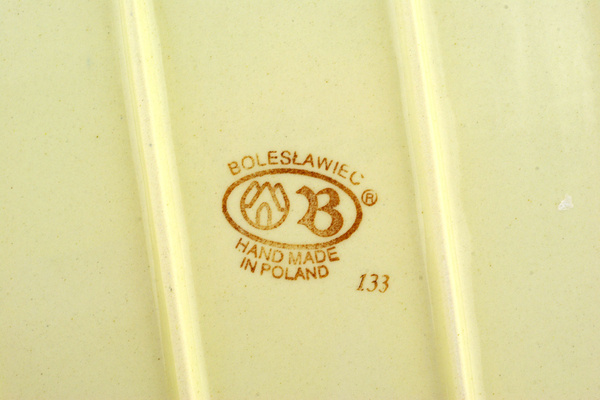 BOLESŁAWIEC
B ®
HAND MADE
IN POLAND
133